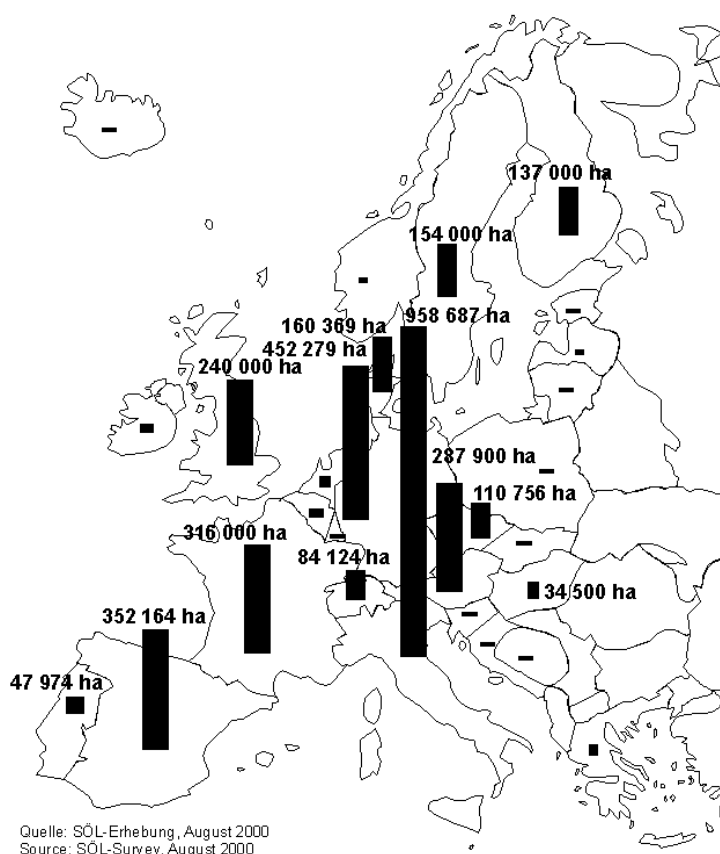 137 000 ha
154 000 ha
958 687 ha
160 369 ha
452 279 ha
240 000 ha
287 900 ha
110 756 ha
316 000 ha
84 124 ha
34 500 ha
352 164 ha
47 974 ha
Quelle: SÖL-Erhebung, August 2000
Source: SÖL-Survey, August 2000